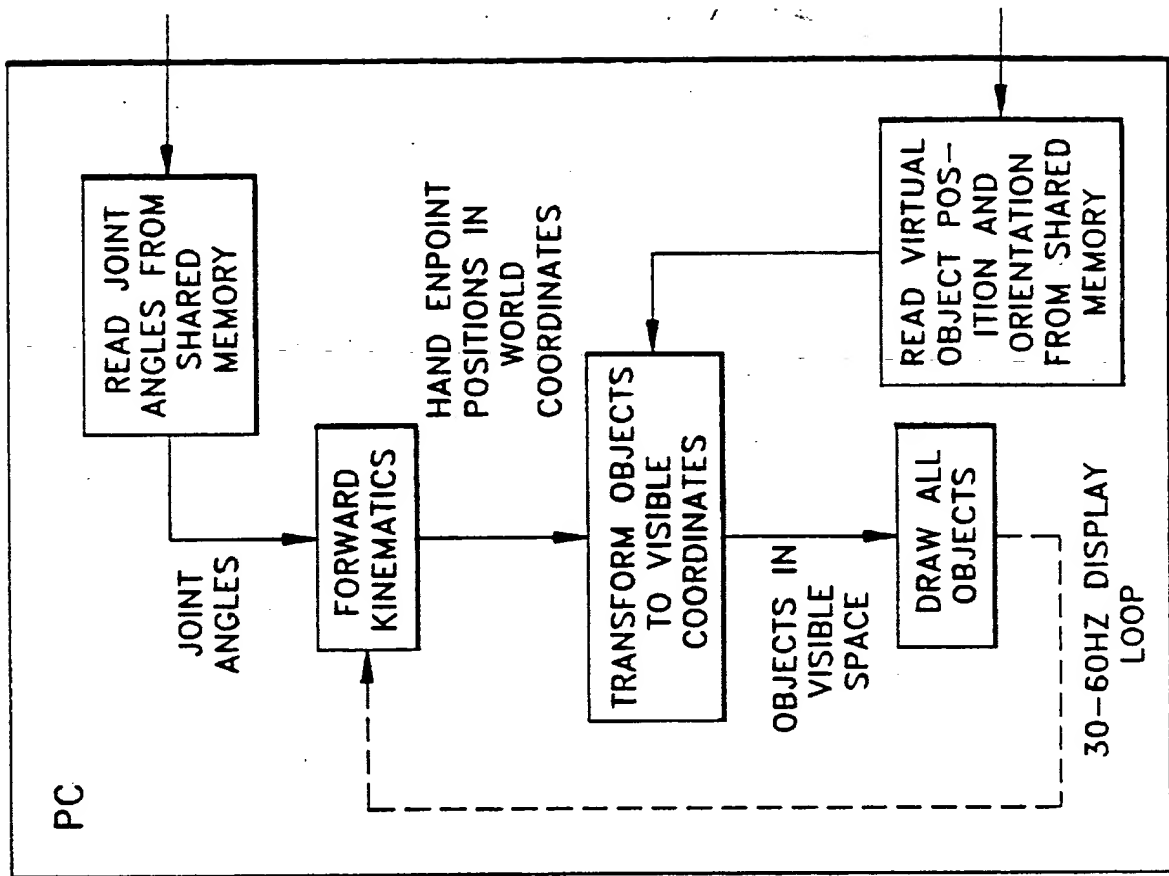 PC
READ JOINT
ANGLES FROM
SHARED
MEMORY
JOINT
ANGLES
FORWARD
KINEMATICS
HAND ENPOINT
POSITIONS IN
WORLD
COORDINATES
TRANSFORM OBJECTS
TO VISIBLE
COORDINATES
READ VIRTUAL
OBJECT POS-
ITION AND
ORIENTATION
FROM SHARED
MEMORY
OBJECTS IN
VISIBLE
SPACE
DRAW ALL
OBJECTS
30-60HZ DISPLAY
LOOP